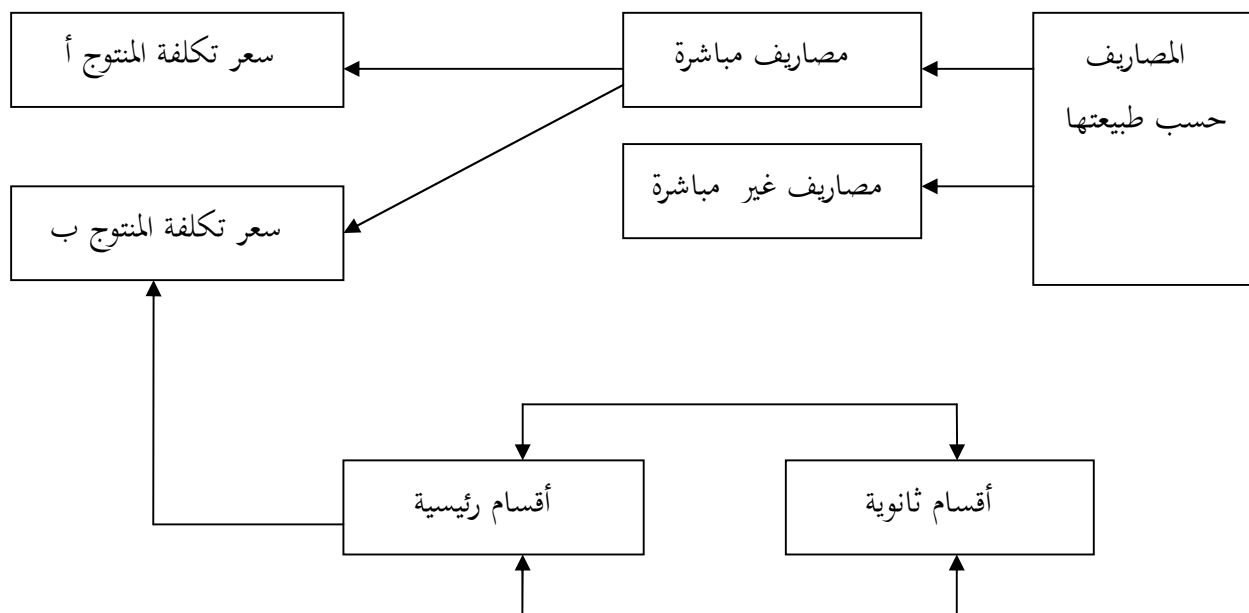 المصاريف
حسب طبيعتها
مصاريف مباشرة
سعر تكلفة المنتوج أ
مصاريف غير مباشرة
سعر تكلفة المنتوج ب
أقسام ثانوية
أقسام رئيسية